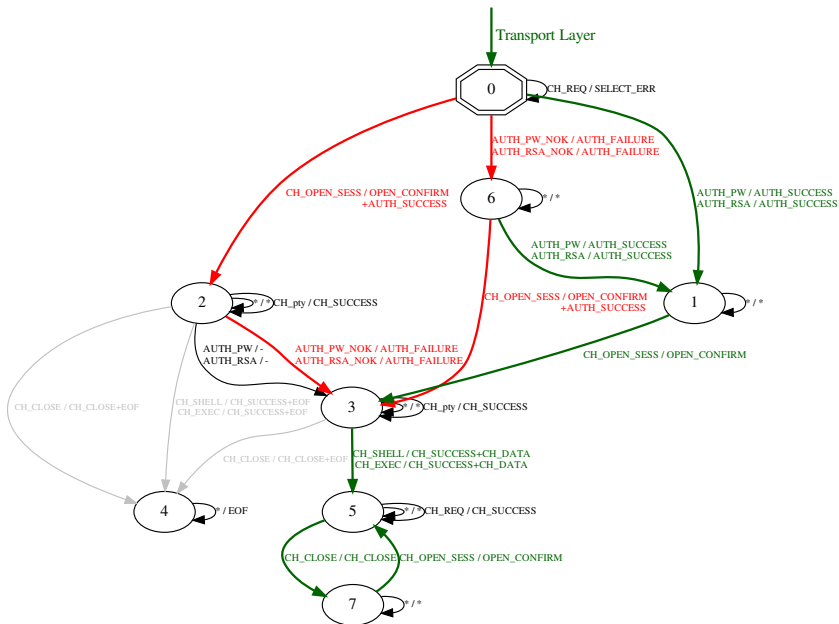 Transport Layer
0
CH_REQ / SELECT_ERR
AUTH_PW_NOK / AUTH_FAILURE
AUTH_RSA_NOK / AUTH_FAILURE
CH_OPEN_SESS / OPEN_CONFIRM
+AUTH_SUCCESS
6
* / *
AUTH_PW / AUTH_SUCCESS
AUTH_RSA / AUTH_SUCCESS
AUTH_PW / AUTH_SUCCESS
AUTH_RSA / AUTH_SUCCESS
2
* / *
CH_pty / CH_SUCCESS
CH_OPEN_SESS / OPEN_CONFIRM
+AUTH_SUCCESS
1
* / *
AUTH_PW / -
AUTH_RSA / -
AUTH_PW_NOK / AUTH_FAILURE
AUTH_RSA_NOK / AUTH_FAILURE
CH_OPEN_SESS / OPEN_CONFIRM
CH_CLOSE / CH_CLOSE+EOF
CH_SHELL / CH_SUCCESS+EOF
CH_EXEC / CH_SUCCESS+EOF
3
* / *
CH_pty / CH_SUCCESS
CH_CLOSE / CH_CLOSE+EOF
CH_SHELL / CH_SUCCESS+CH_DATA
CH_EXEC / CH_SUCCESS+CH_DATA
4
* / EOF
5
* / *
CH_REQ / CH_SUCCESS
CH_CLOSE / CH_CLOSE
CH_OPEN_SESS / OPEN_CONFIRM
7
* / *